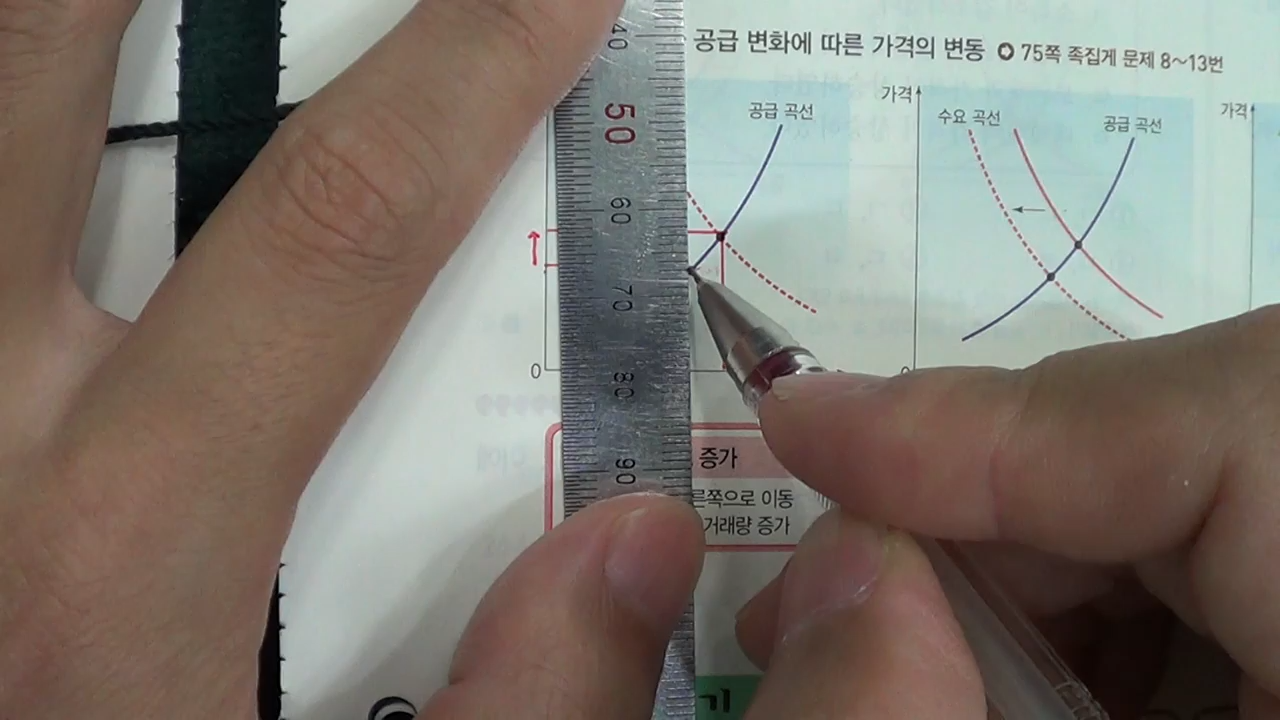 공급 변화에 따른 가격의 변동 ➲ 75쪽 족집게 문제 8~13번
공급 곡선
가격
수요 곡선
공급 곡선
가격
0
0
증가
른쪽으로 이동
거래량 증가
기
40
50
60
70
80
90